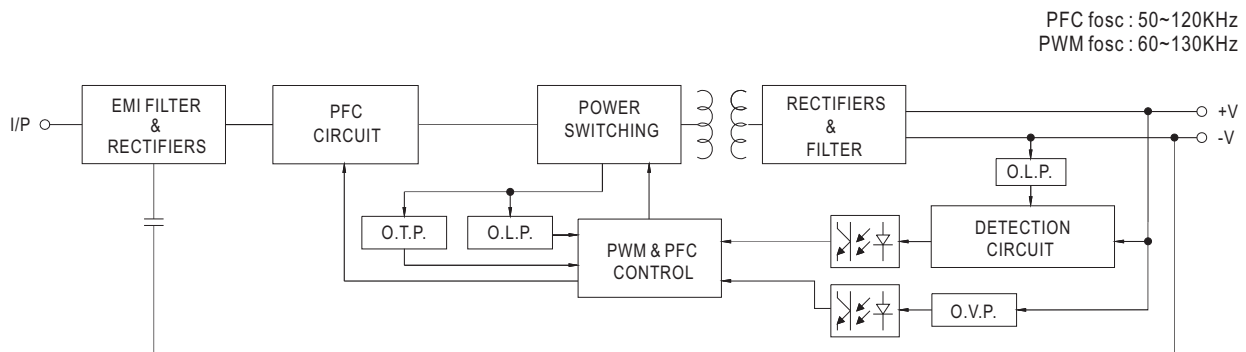 PFC fosc : 50~120KHz
PWM fosc : 60~130KHz
I/P
EMI FILTER
&
RECTIFIERS
PFC
CIRCUIT
POWER
SWITCHING
RECTIFIERS
&
FILTER
+V
-V
O.L.P.
O.T.P.
O.L.P.
PWM & PFC
CONTROL
DETECTION
CIRCUIT
O.V.P.